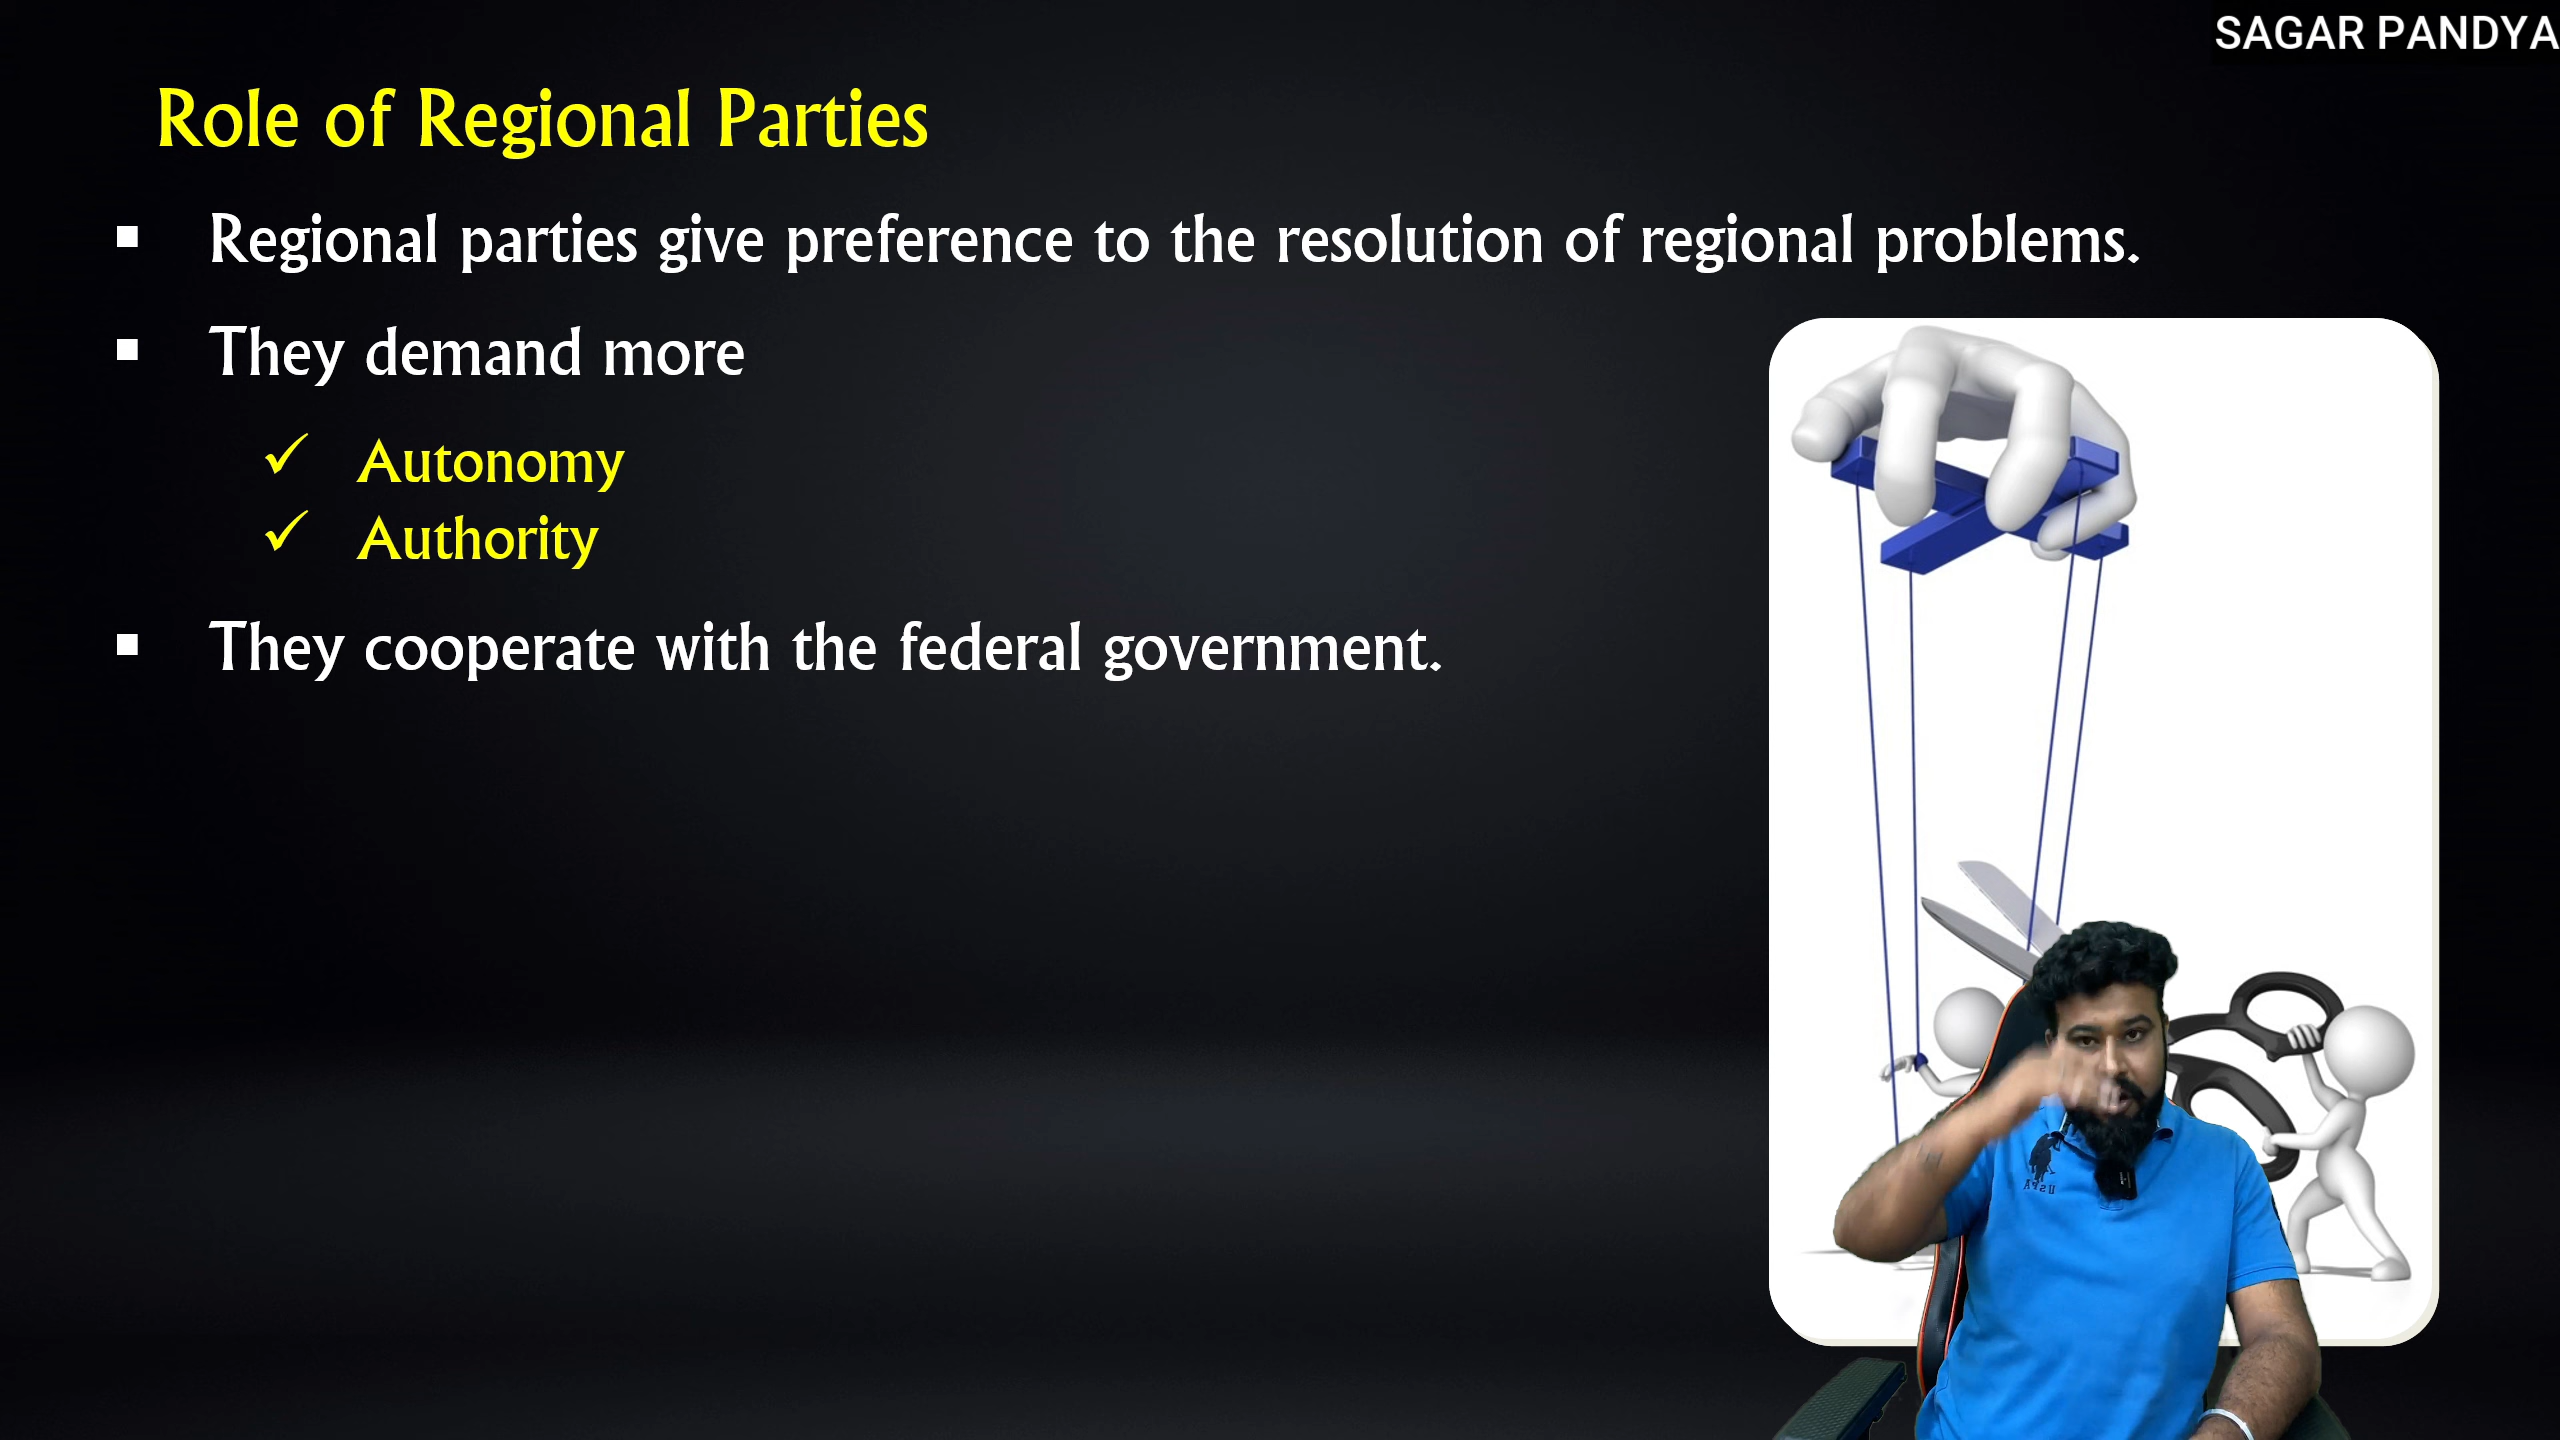 SAGAR PANDYA
Role of Regional Parties
▪ Regional parties give preference to the resolution of regional problems.
▪ They demand more
✓ Autonomy
✓ Authority
▪ They cooperate with the federal government.
USPA